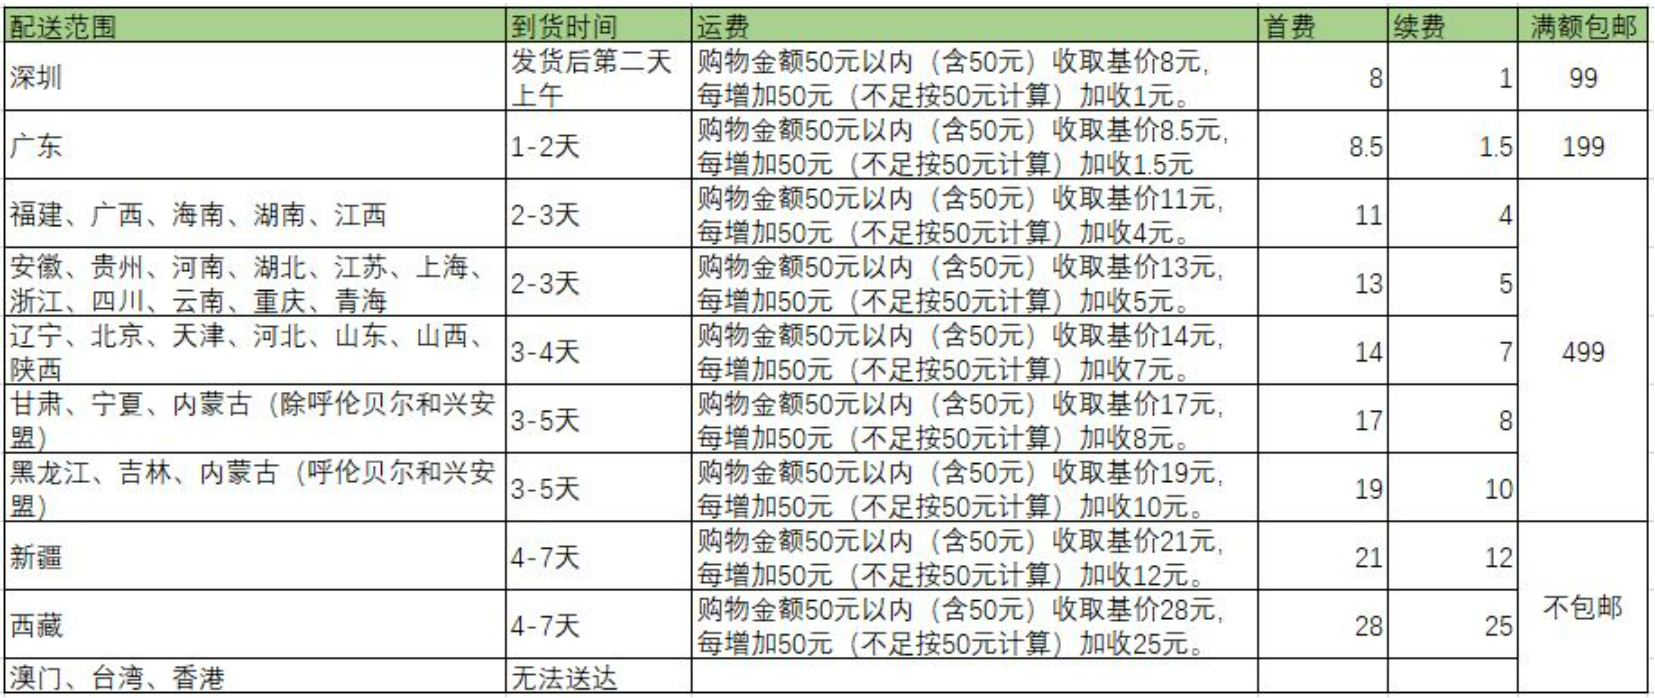 配送范围 到货时间 运费 首费 续费 满额包邮
深圳
发货后第二天
上午
购物金额50元以内（含50元）收取基价8元，
每增加50元（不足按50元计算）加收1元。
8 1 99
广东 1-2天
购物金额50元以内（含50元）收取基价8.5元，
每增加50元（不足按50元计算）加收1.5元
8.5 1.5 199
福建、广西、海南、湖南、江西 2-3天
购物金额50元以内（含50元）收取基价11元，
每增加50元（不足按50元计算）加收4元。
11 4
安徽、贵州、河南、湖北、江苏、上海、
浙江、四川、云南、重庆、青海
2-3天
购物金额50元以内（含50元）收取基价13元，
每增加50元（不足按50元计算）加收5元。
13 5
辽宁、北京、天津、河北、山东、山西、
陕西
3-4天
购物金额50元以内（含50元）收取基价14元，
每增加50元（不足按50元计算）加收7元。
14 7 499
甘肃、宁夏、内蒙古（除呼伦贝尔和兴安
盟）
3-5天
购物金额50元以内（含50元）收取基价17元，
每增加50元（不足按50元计算）加收8元。
17 8
黑龙江、吉林、内蒙古（呼伦贝尔和兴安
盟）
3-5天
购物金额50元以内（含50元）收取基价19元，
每增加50元（不足按50元计算）加收10元。
19 10
新疆 4-7天
购物金额50元以内（含50元）收取基价21元，
每增加50元（不足按50元计算）加收12元。
21 12
不包邮
西藏 4-7天
购物金额50元以内（含50元）收取基价28元，
每增加50元（不足按50元计算）加收25元。
28 25
澳门、台湾、香港 无法送达